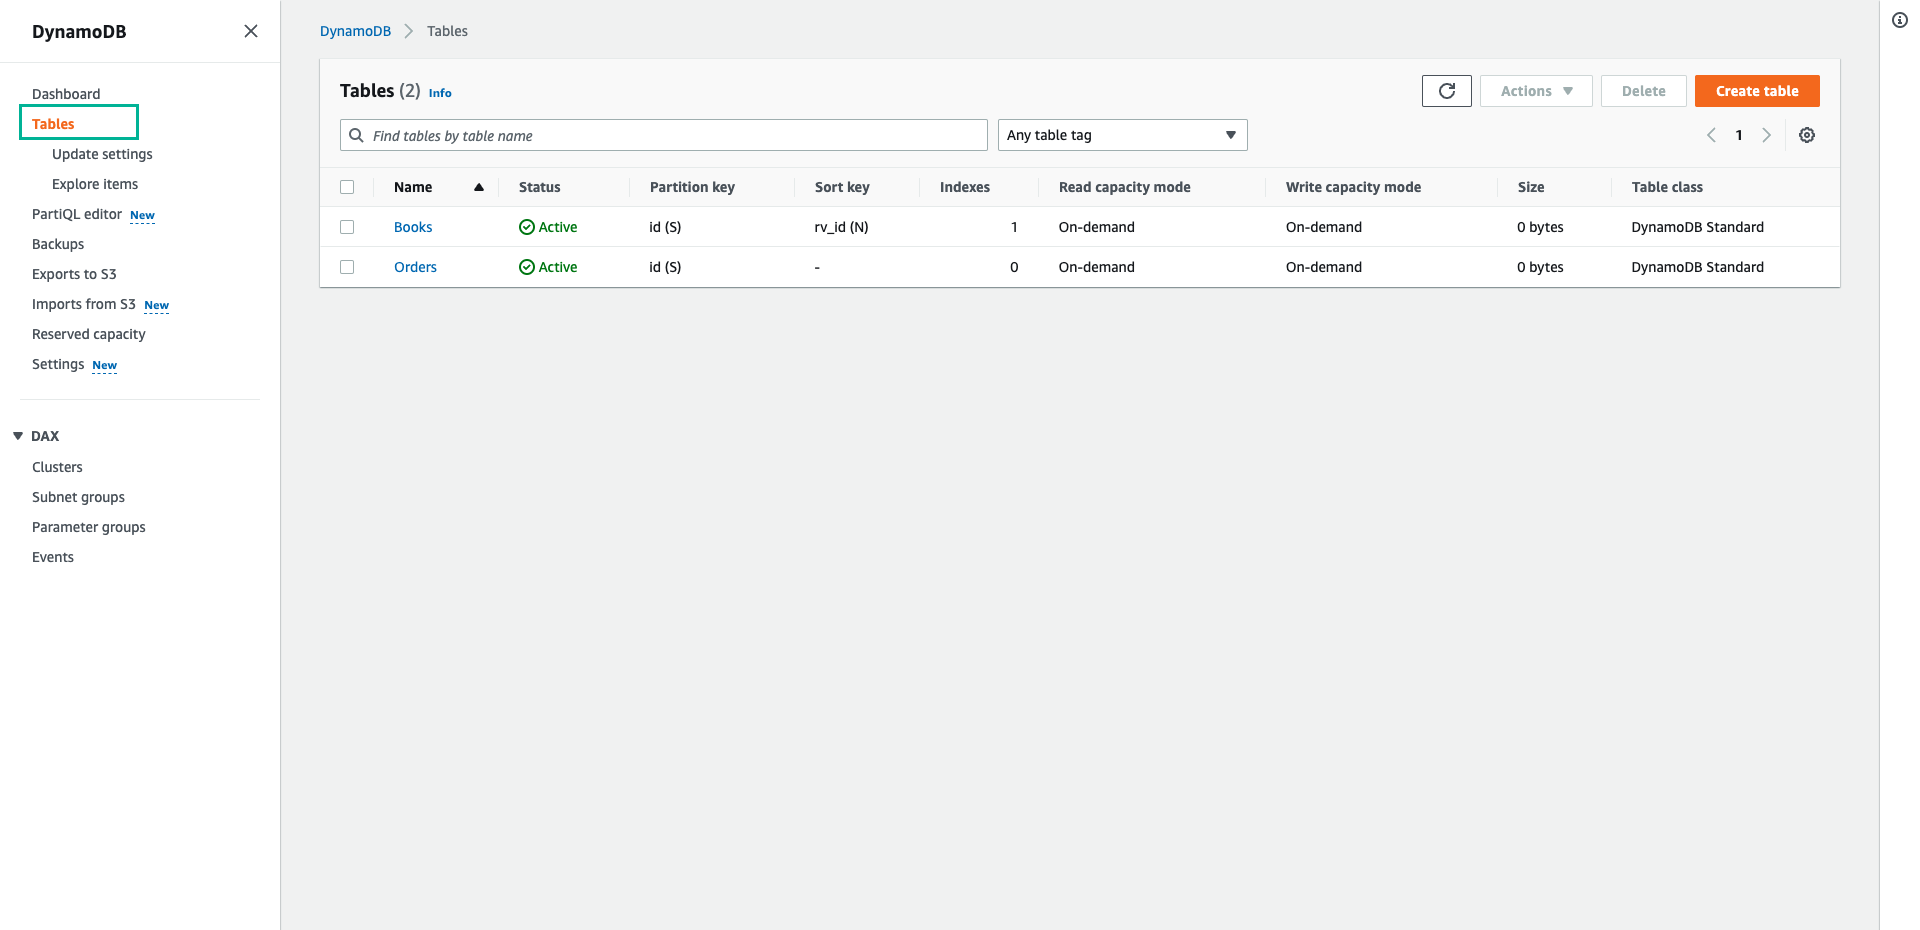 DynamoDB
Dashboard
Tables
Update settings
Explore items
PartiQL editor New
Backups
Exports to S3
Imports from S3 New
Reserved capacity
Settings New
DAX
Clusters
Subnet groups
Parameter groups
Events
DynamoDB Tables
Tables (2) Info
Actions Delete Create table
Find tables by table name Any table tag 1
Name Status Partition key Sort key Indexes Read capacity mode Write capacity mode Size Table class
Books Active id (S) rv_id (N) 1 On-demand On-demand 0 bytes DynamoDB Standard
Orders Active id (S) - 0 On-demand On-demand 0 bytes DynamoDB Standard